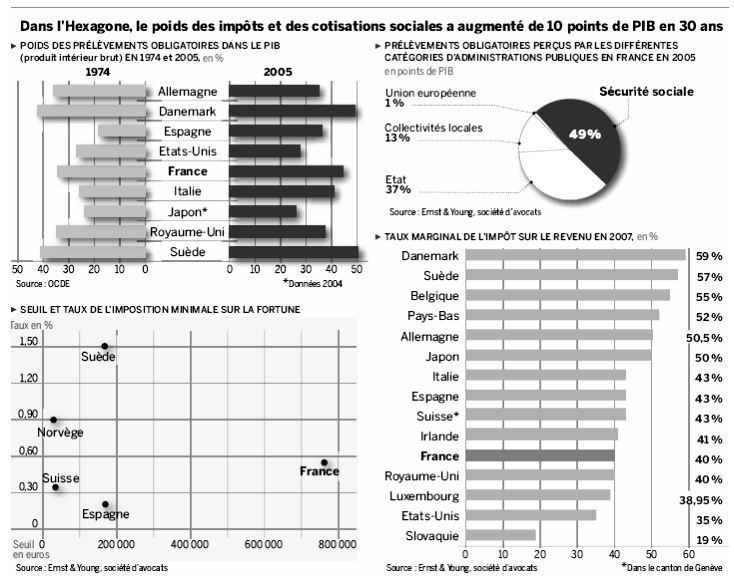 Dans l'Hexagone, le poids des impôts et des cotisations sociales a augmenté de 10 points de PIB en 30 ans
▶ POIDS DES PRÉLÈVEMENTS OBLIGATOIRES DANS LE PIB
(produit intérieur brut) EN 1974 et 2005, en %
1974
2005
Allemagne
Danemark
Espagne
Etats-Unis
France
Italie
Japon*
Royaume-Uni
Suède
50 40 30 20 10 0
0 10 20 30 40 50
Source : OCDE
*Données 2004
▶ PRÉLÈVEMENTS OBLIGATOIRES PERÇUS PAR LES DIFFÉRENTES
CATÉGORIES D'ADMINISTRATIONS PUBLIQUES EN FRANCE EN 2005
en points de PIB
Union européenne
1 %
Collectivités locales
13 %
Etat
37 %
Sécurité sociale
49 %
Source : Ernst & Young, société d'avocats
▶ SEUIL ET TAUX DE L'IMPOSITION MINIMALE SUR LA FORTUNE
Taux en %
1,50
1,20
0,90
0,60
0,30
0
Suède
Norvège
Suisse
Espagne
France
Seuil
en euros
0 200 000 400 000 600 000 800 000
Source : Ernst & Young, société d'avocats
▶ TAUX MARGINAL DE L'IMPÔT SUR LE REVENU EN 2007, en %
Danemark 59 %
Suède 57 %
Belgique 55 %
Pays-Bas 52 %
Allemagne 50,5 %
Japon 50 %
Italie 43 %
Espagne 43 %
Suisse* 43 %
Irlande 41 %
France 40 %
Royaume-Uni 40 %
Luxembourg 38,95 %
Etats-Unis 35 %
Slovaquie 19 %
0 10 20 30 40 50 60
Source : Ernst & Young, société d'avocats
*Dans le canton de Genève